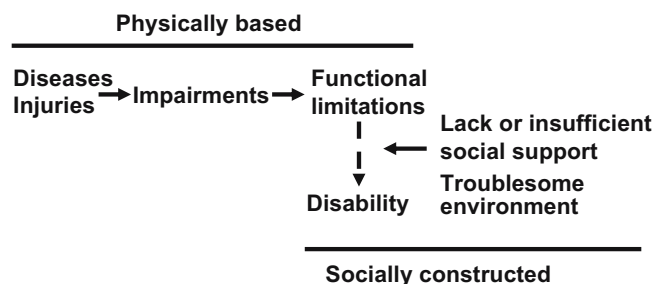 Physically based
Diseases
Injuries
Impairments
Functional
limitations
Lack or insufficient
social support
Troublesome
environment
Disability
Socially constructed